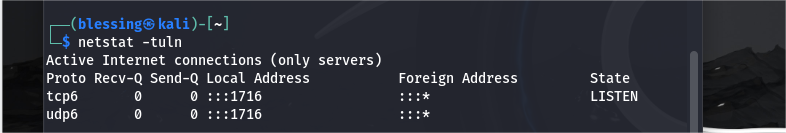 ┌──(blessing㉿kali)-[~]
└─$ netstat -tuln
Active Internet connections (only servers)
Proto Recv-Q Send-Q Local Address           Foreign Address         State
tcp6       0      0 :::1716                 :::*                    LISTEN
udp6       0      0 :::1716                 :::*